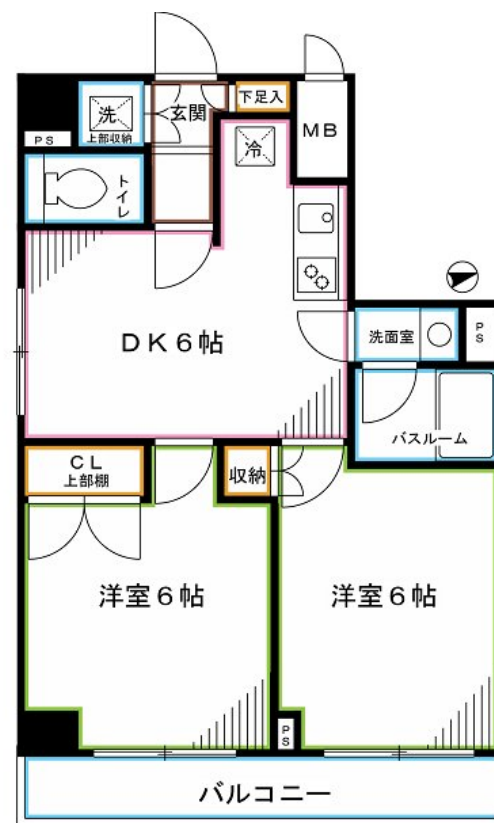 洗
上部収納
玄関
下足入
MB
PS
冷
トイレ
DK6帖
洗面室
PS
バスルーム
CL
上部棚
収納
洋室6帖
洋室6帖
PS
バルコニー